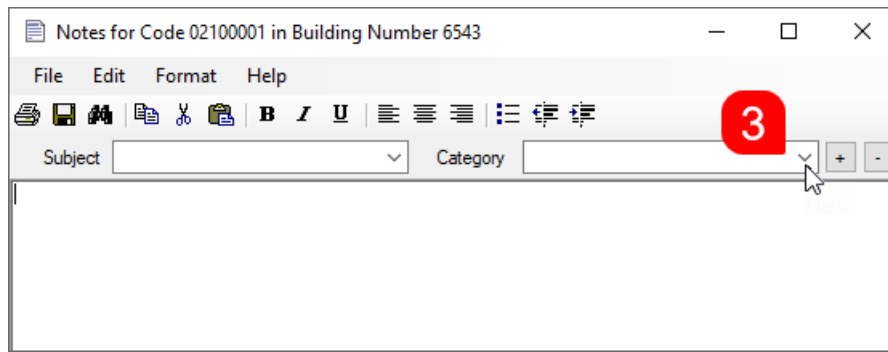 Notes for Code 02100001 in Building Number 6543
File Edit Format Help
B I U
3
Subject Category + -